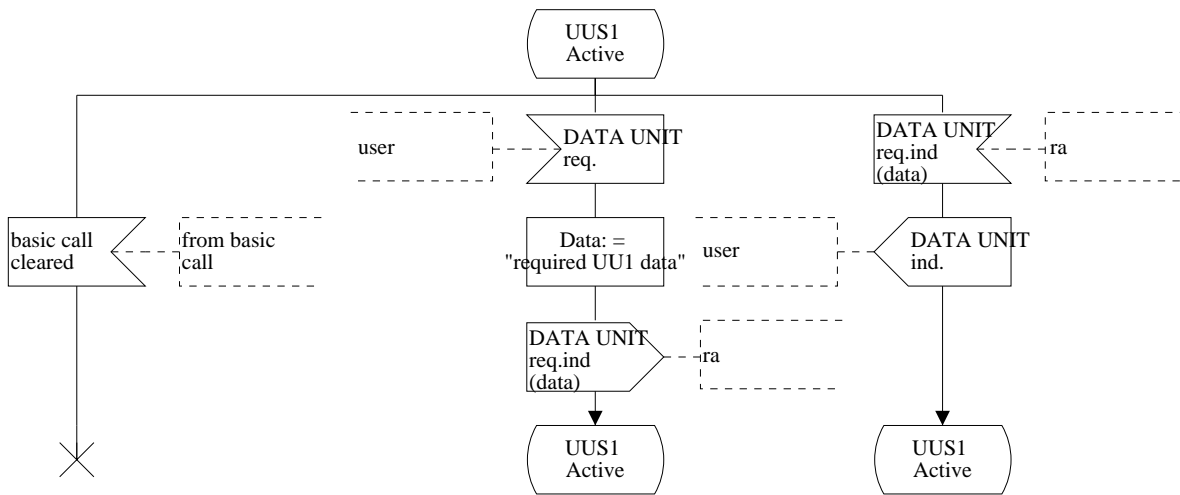 UUS1
Active
user
DATA UNIT
req.
DATA UNIT
req.ind
(data)
ra
basic call
cleared
from basic
call
Data: =
"required UU1 data"
user
DATA UNIT
ind.
DATA UNIT
req.ind
(data)
ra
UUS1
Active
UUS1
Active